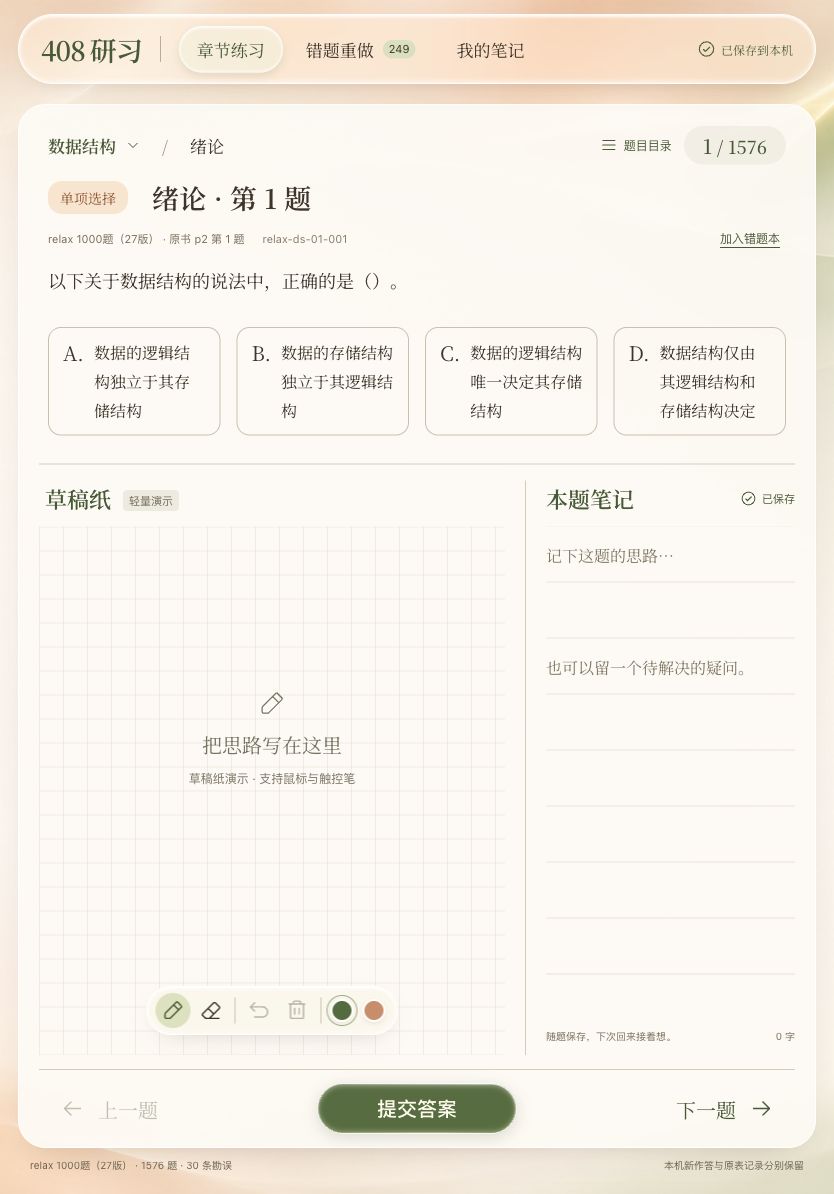 408 研习
章节练习
错题重做 249
我的笔记
已保存到本机
数据结构 / 绪论
题目目录
1 / 1576
单项选择
绪论 · 第 1 题
relax 1000题（27版） · 原书 p2 第 1 题 relax-ds-01-001
加入错题本
以下关于数据结构的说法中，正确的是（）。
A. 数据的逻辑结
构独立于其存
储结构
B. 数据的存储结构
独立于其逻辑结
构
C. 数据的逻辑结构
唯一决定其存储
结构
D. 数据结构仅由
其逻辑结构和
存储结构决定
草稿纸 轻量演示
把思路写在这里
草稿纸演示 · 支持鼠标与触控笔
本题笔记
已保存
记下这题的思路…
也可以留一个待解决的疑问。
随题保存，下次回来接着想。
0 字
上一题
提交答案
下一题
relax 1000题（27版） · 1576 题 · 30 条勘误
本机新作答与原表记录分别保留